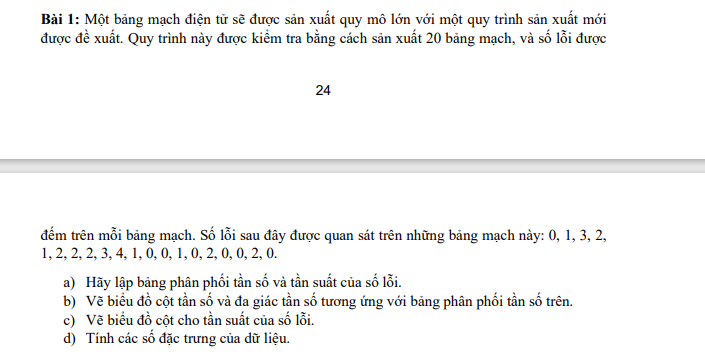 Bài 1: Một bảng mạch điện tử sẽ được sản xuất quy mô lớn với một quy trình sản xuất mới
được đề xuất. Quy trình này được kiểm tra bằng cách sản xuất 20 bảng mạch, và số lỗi được
24
đếm trên mỗi bảng mạch. Số lỗi sau đây được quan sát trên những bảng mạch này: 0, 1, 3, 2,
1, 2, 2, 2, 3, 4, 1, 0, 0, 1, 0, 2, 0, 0, 2, 0.
a) Hãy lập bảng phân phối tần số và tần suất của số lỗi.
b) Vẽ biểu đồ cột tần số và đa giác tần số tương ứng với bảng phân phối tần số trên.
c) Vẽ biểu đồ cột cho tần suất của số lỗi.
d) Tính các số đặc trưng của dữ liệu.